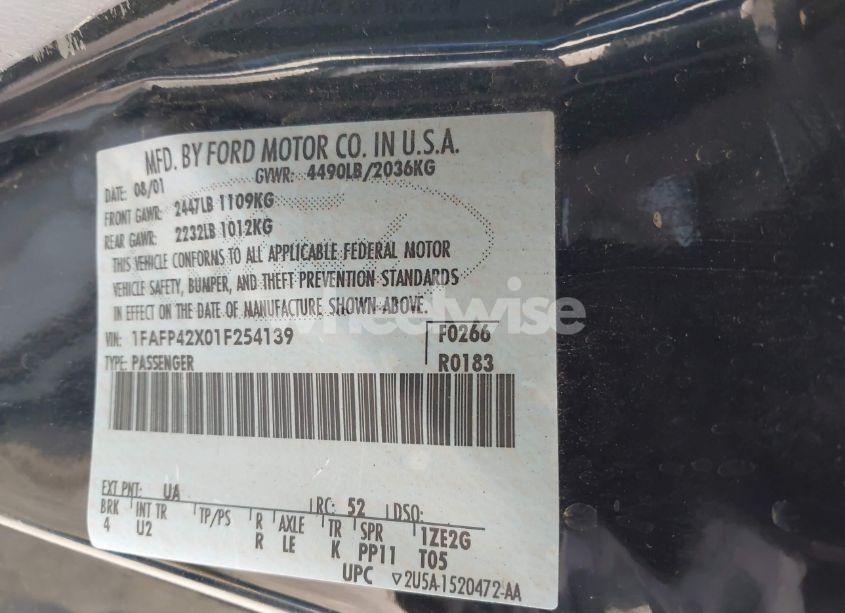 MFD. BY FORD MOTOR CO. IN U.S.A.
DATE: 08/01 GVWR: 4490LB/2036KG
FRONT GAWR: 2447LB 1109KG
REAR GAWR: 2232LB 1012KG
THIS VEHICLE CONFORMS TO ALL APPLICABLE FEDERAL MOTOR
VEHICLE SAFETY, BUMPER, AND THEFT PREVENTION STANDARDS
IN EFFECT ON THE DATE OF MANUFACTURE SHOWN ABOVE.
wheelwise
VIN: 1FAFP42X01F254139 F0266
TYPE: PASSENGER R0183
EXT PNT: UA RC: 52 DSO:
BRK INT TR TP/PS R AXLE TR SPR 1ZE2G
4 U2 R LE K PP11 T05
UPC ▽2U5A-1520472-AA